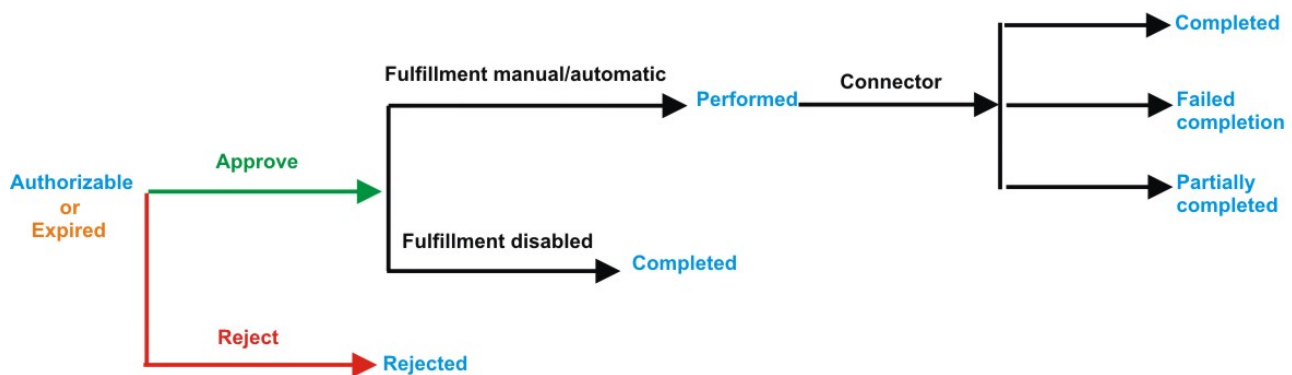 Completed
Fulfillment manual/automatic
Connector
Performed
Failed
completion
Approve
Authorizable
or
Expired
Partially
completed
Fulfillment disabled
Completed
Reject
Rejected